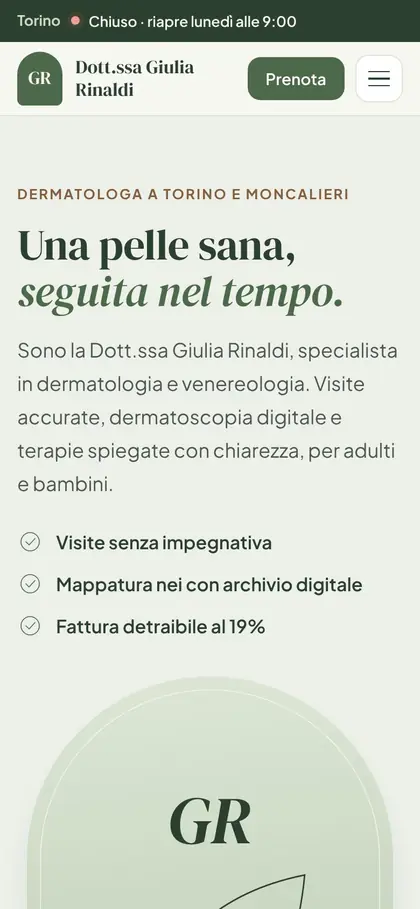 Torino Chiuso · riapre lunedì alle 9:00
GR
Dott.ssa Giulia
Rinaldi
Prenota
DERMATOLOGA A TORINO E MONCALIERI
Una pelle sana,
seguita nel tempo.
Sono la Dott.ssa Giulia Rinaldi, specialista
in dermatologia e venereologia. Visite
accurate, dermatoscopia digitale e
terapie spiegate con chiarezza, per adulti
e bambini.
Visite senza impegnativa
Mappatura nei con archivio digitale
Fattura detraibile al 19%
GR